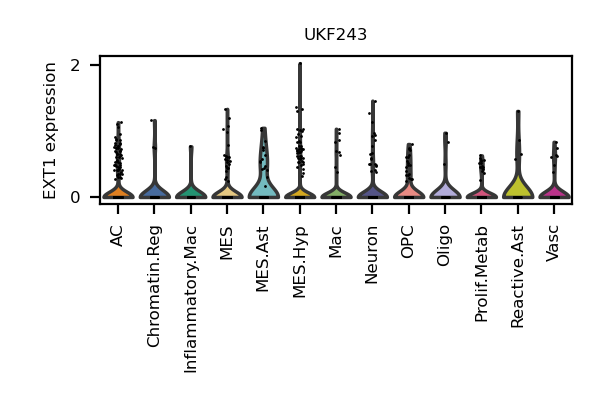 UKF243
EXT1 expression
2
0
AC
Chromatin.Reg
Inflammatory.Mac
MES
MES.Ast
MES.Hyp
Mac
Neuron
OPC
Oligo
Prolif.Metab
Reactive.Ast
Vasc